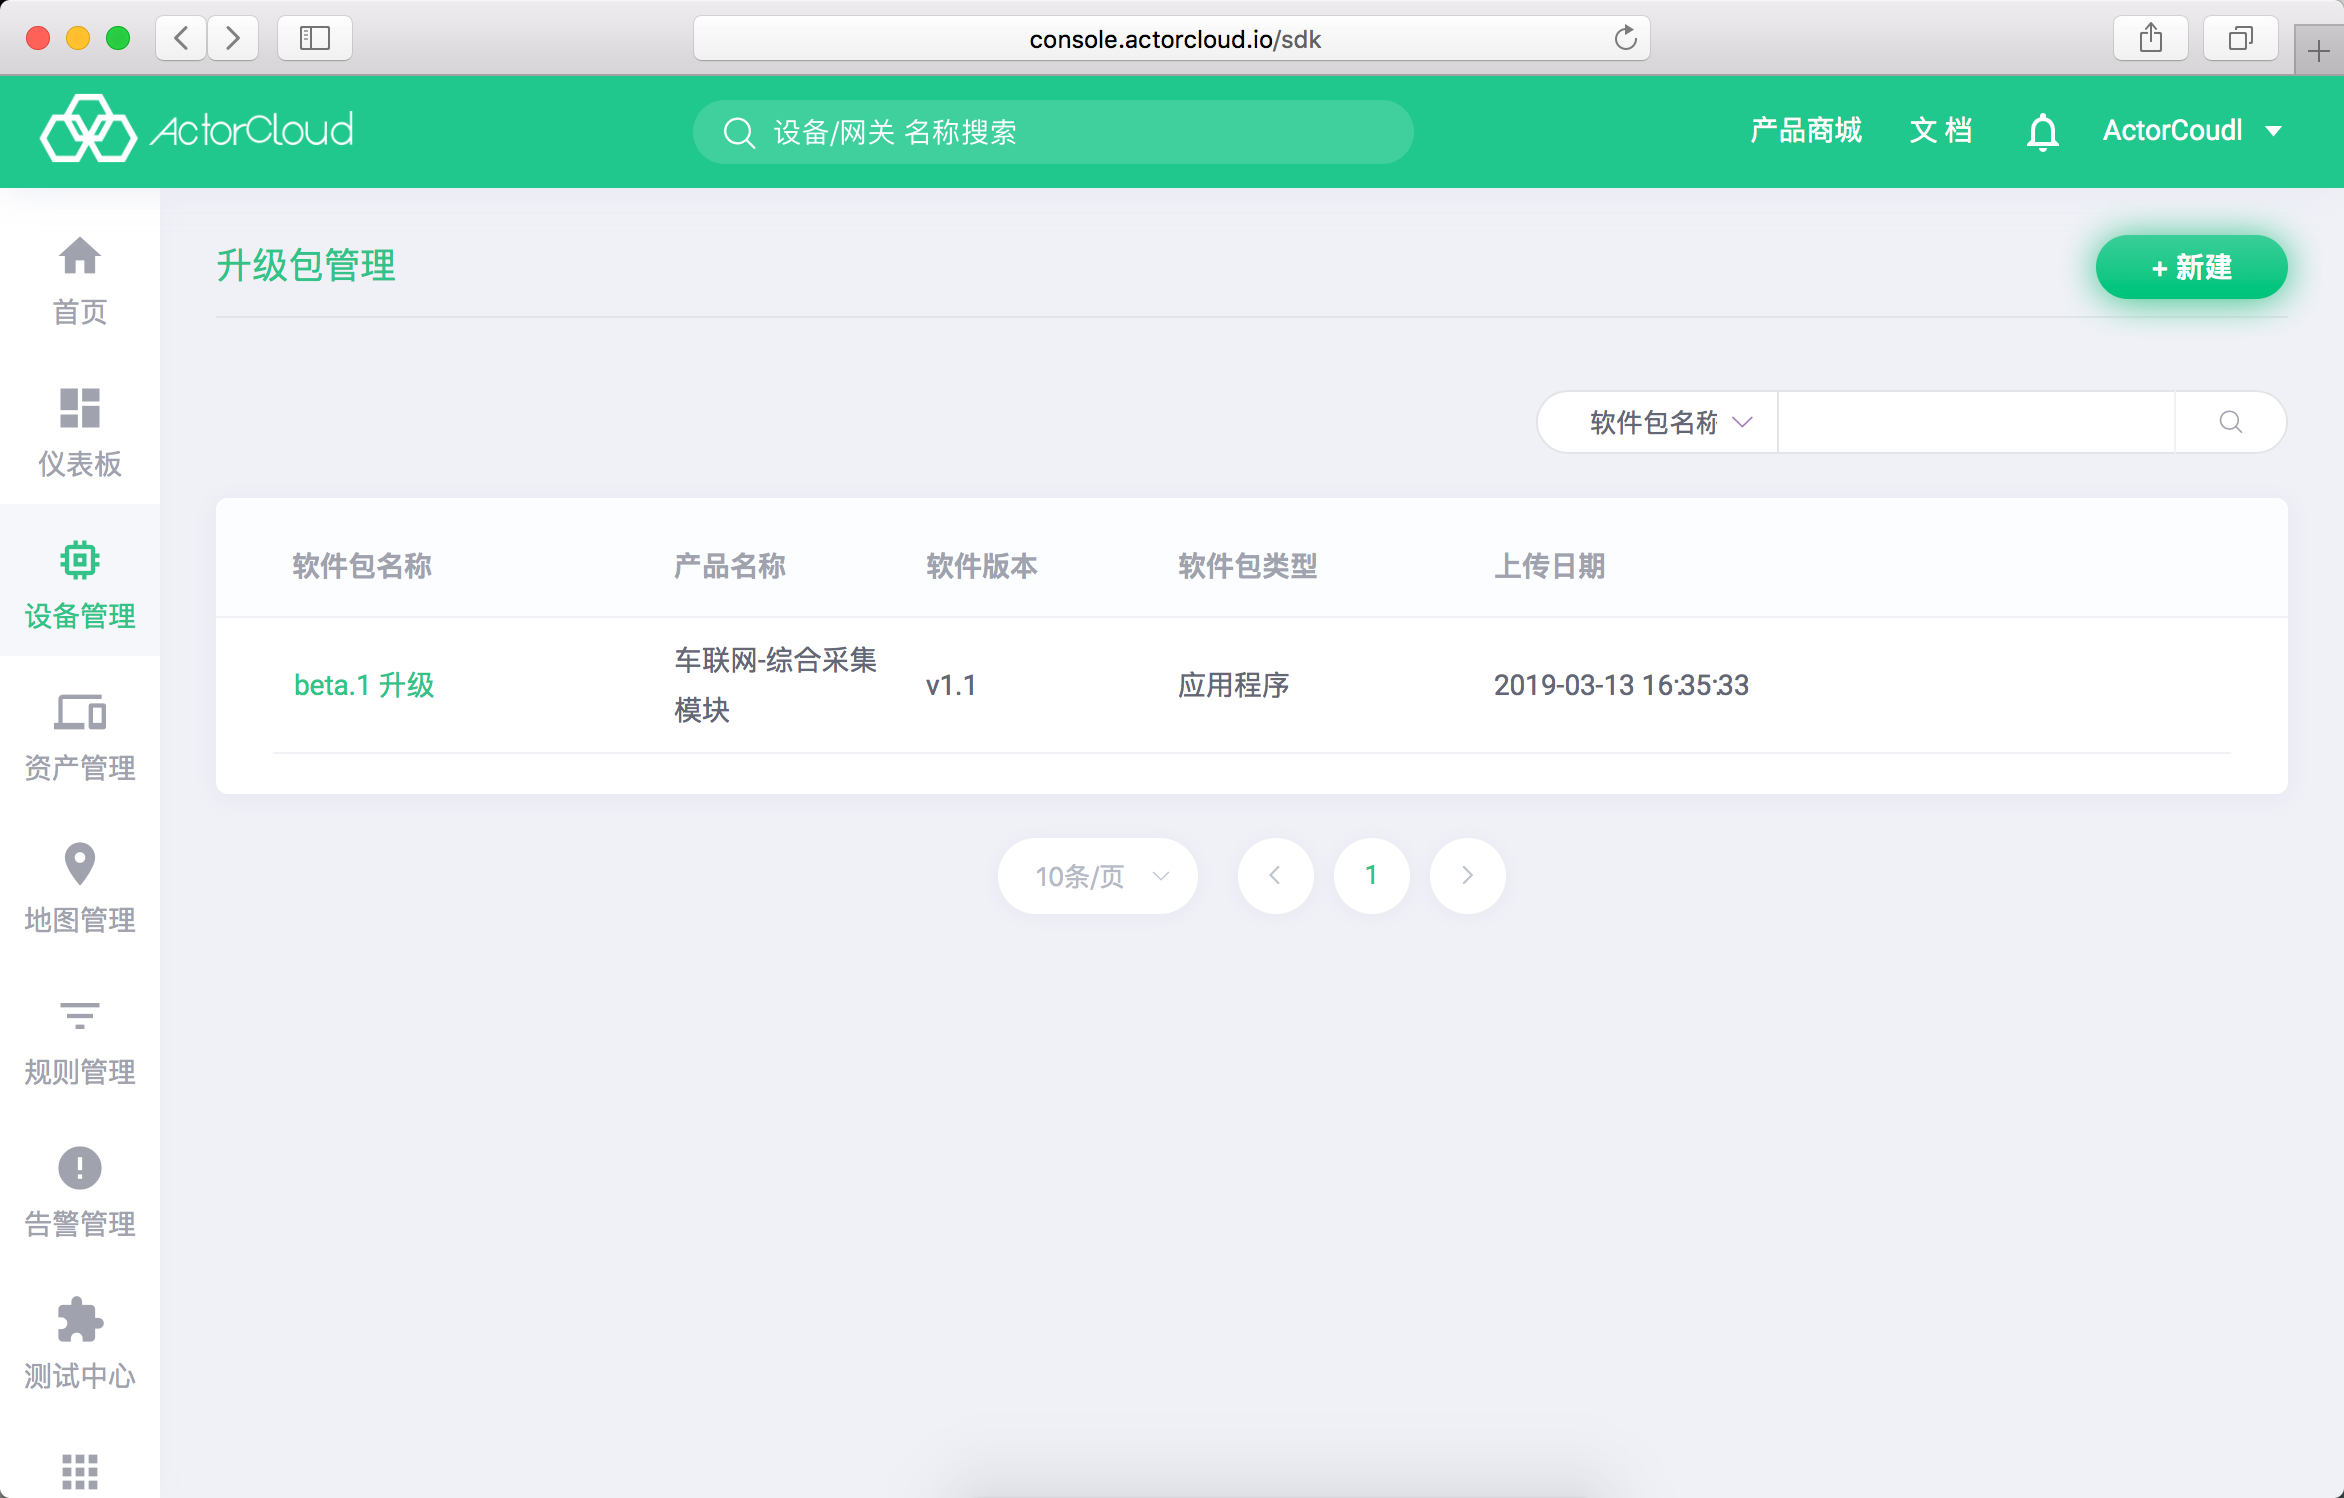 console.actorcloud.io/sdk
ActorCloud
设备/网关 名称搜索
产品商城
文 档
ActorCoudl
首页
仪表板
设备管理
资产管理
地图管理
规则管理
告警管理
测试中心
升级包管理
+ 新建
软件包名称
软件包名称 产品名称 软件版本 软件包类型 上传日期
beta.1 升级
车联网-综合采集
模块
v1.1
应用程序
2019-03-13 16:35:33
10条/页
1